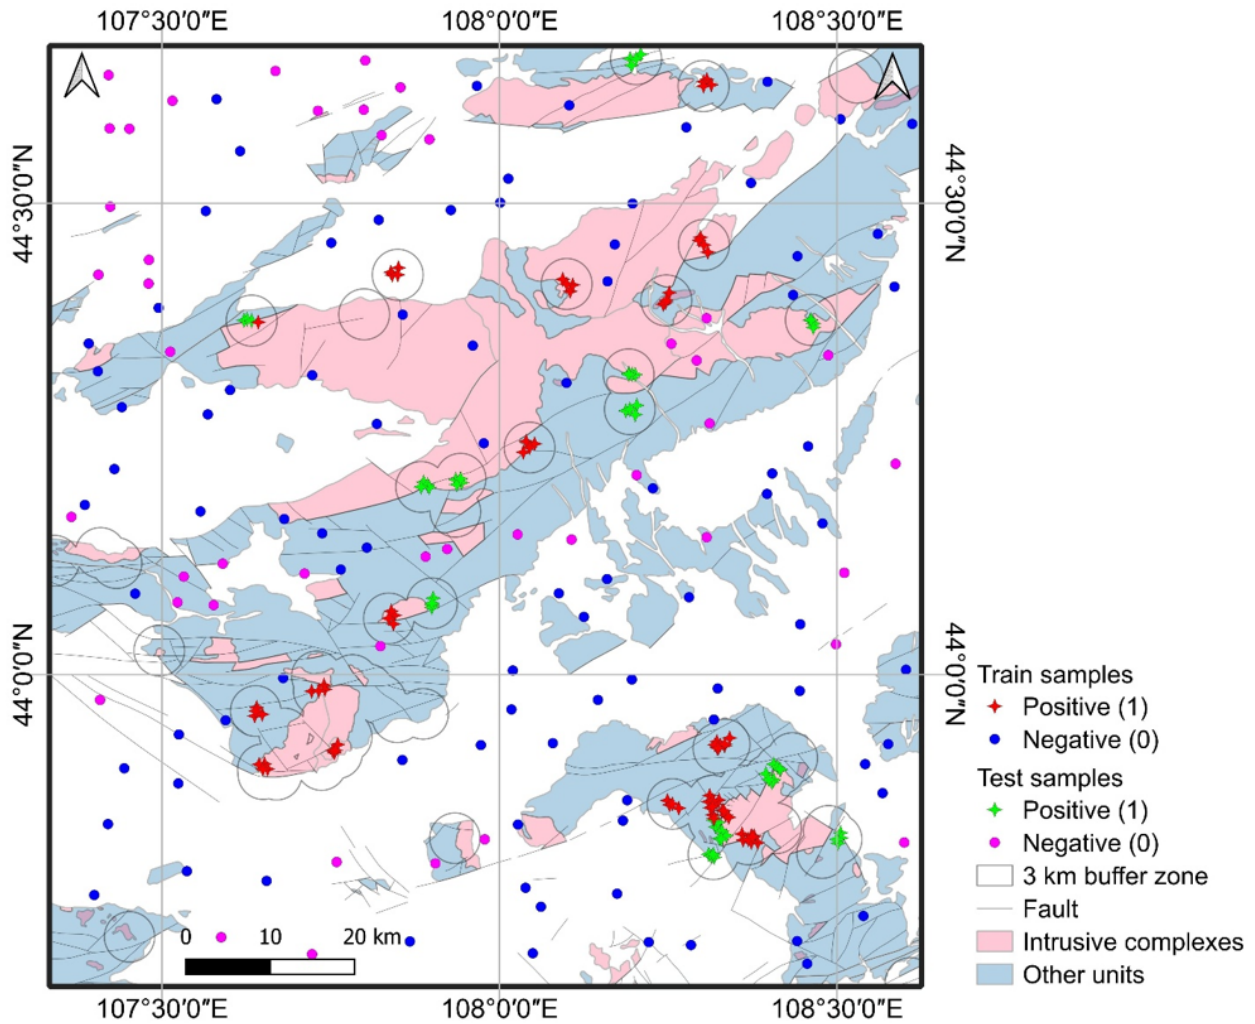 107°30′0″E 108°0′0″E 108°30′0″E
44°30′0″N
44°30′0″N
44°0′0″N
44°0′0″N
Train samples
Positive (1)
Negative (0)
Test samples
Positive (1)
Negative (0)
3 km buffer zone
Fault
Intrusive complexes
Other units
0 10 20 km
107°30′0″E 108°0′0″E 108°30′0″E